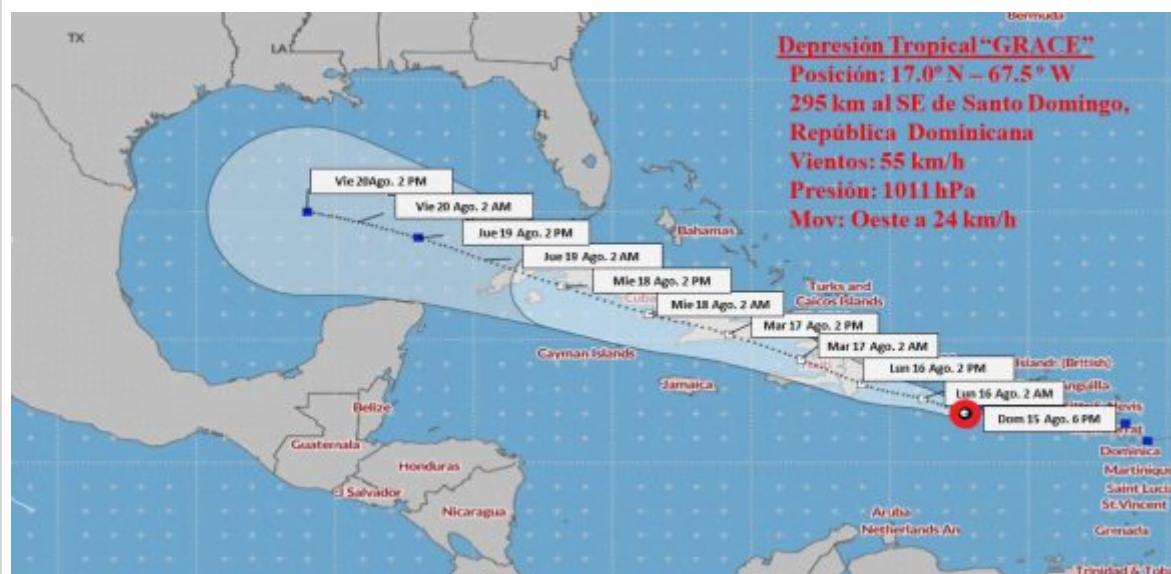 Bermuda
TX
LA
Depresión Tropical “GRACE”
Posición: 17.0º N – 67.5 º W
295 km al SE de Santo Domingo,
República Dominicana
Vientos: 55 km/h
Presión: 1011 hPa
Mov: Oeste a 24 km/h
FL
Vie 20Ago. 2 PM
Vie 20 Ago. 2 AM
Jue 19 Ago. 2 PM
Bahamas
Jue 19 Ago. 2 AM
Mie 18 Ago. 2 PM
Turks and
Caicos Islands
Cuba
Mie 18 Ago. 2 AM
Mar 17 Ago. 2 PM
Mar 17 Ago. 2 AM
Cayman Islands
Haiti
Lun 16 Ago. 2 PM
Islands (British)
Jamaica
Anguilla
Lun 16 Ago. 2 AM
Nevis
Dom 15 Ago. 6 PM
Belize
Guatemala
Dominica
Honduras
Martinique
El Salvador
Saint Luci
St.Vincent
Nicaragua
Aruba
Netherlands An
Grenada
Trinidad & Toba